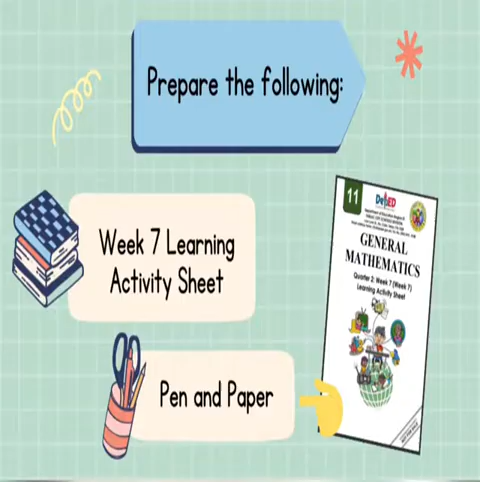 Prepare the following:
Week 7 Learning
Activity Sheet
Pen and Paper
11
DepED
GENERAL
MATHEMATICS
Quarter 2: Week 7 (Week 7)
Learning Activity Sheet